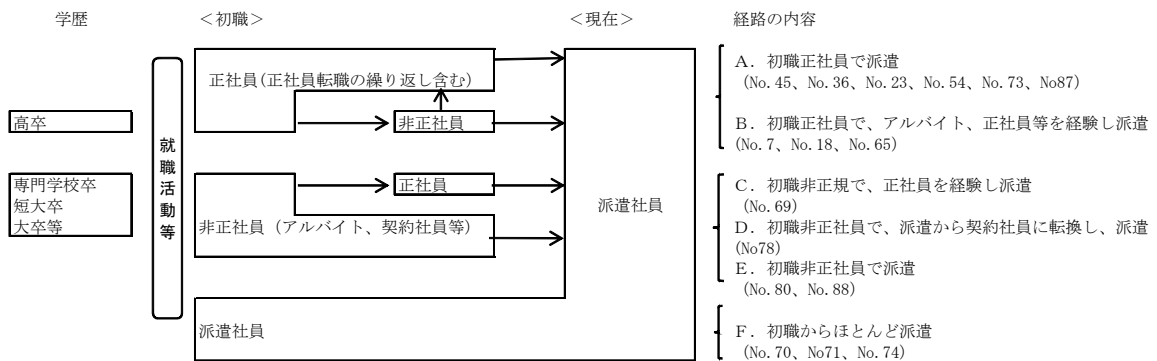 学歴
＜初職＞
＜現在＞
経路の内容
正社員(正社員転職の繰り返し含む)
非正社員
高卒
専門学校卒
短大卒
大卒等
就職活動等
正社員
非正社員（アルバイト、契約社員等）
派遣社員
派遣社員
A．初職正社員で派遣
(No.45、No.36、No.23、No.54、No.73、No87)
B．初職正社員で、アルバイト、正社員等を経験し派遣
(No.7、No.18、No.65)
C．初職非正規で、正社員を経験し派遣
(No.69)
D．初職非正社員で、派遣から契約社員に転換し、派遣
(No78)
E．初職非正社員で派遣
(No.80、No.88)
F．初職からほとんど派遣
(No.70、No71、No.74)